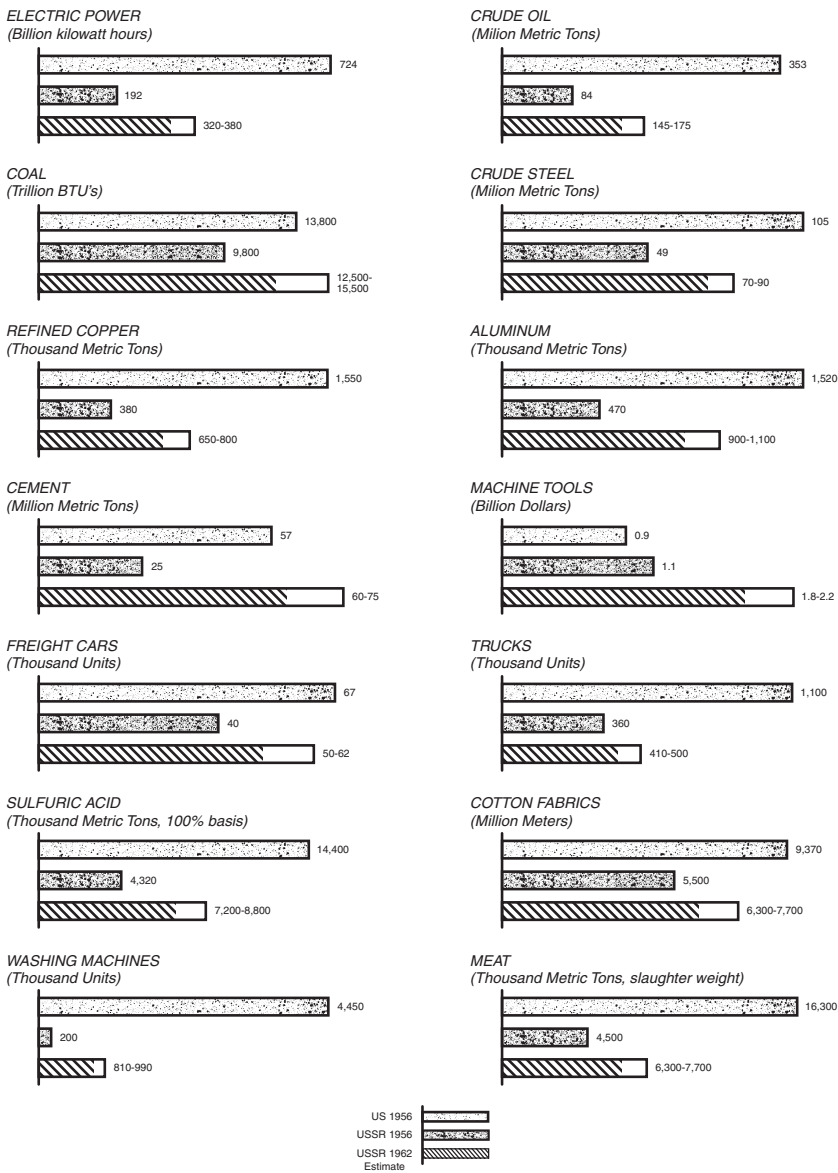 ELECTRIC POWER
(Billion kilowatt hours)
724
192
320-380
CRUDE OIL
(Milion Metric Tons)
353
84
145-175
COAL
(Trillion BTU's)
13,800
9,800
12,500-
15,500
CRUDE STEEL
(Milion Metric Tons)
105
49
70-90
REFINED COPPER
(Thousand Metric Tons)
1,550
380
650-800
ALUMINUM
(Thousand Metric Tons)
1,520
470
900-1,100
CEMENT
(Million Metric Tons)
57
25
60-75
MACHINE TOOLS
(Billion Dollars)
0.9
1.1
1.8-2.2
FREIGHT CARS
(Thousand Units)
67
40
50-62
TRUCKS
(Thousand Units)
1,100
360
410-500
SULFURIC ACID
(Thousand Metric Tons, 100% basis)
14,400
4,320
7,200-8,800
COTTON FABRICS
(Million Meters)
9,370
5,500
6,300-7,700
WASHING MACHINES
(Thousand Units)
4,450
200
810-990
MEAT
(Thousand Metric Tons, slaughter weight)
16,300
4,500
6,300-7,700
US 1956
USSR 1956
USSR 1962
Estimate